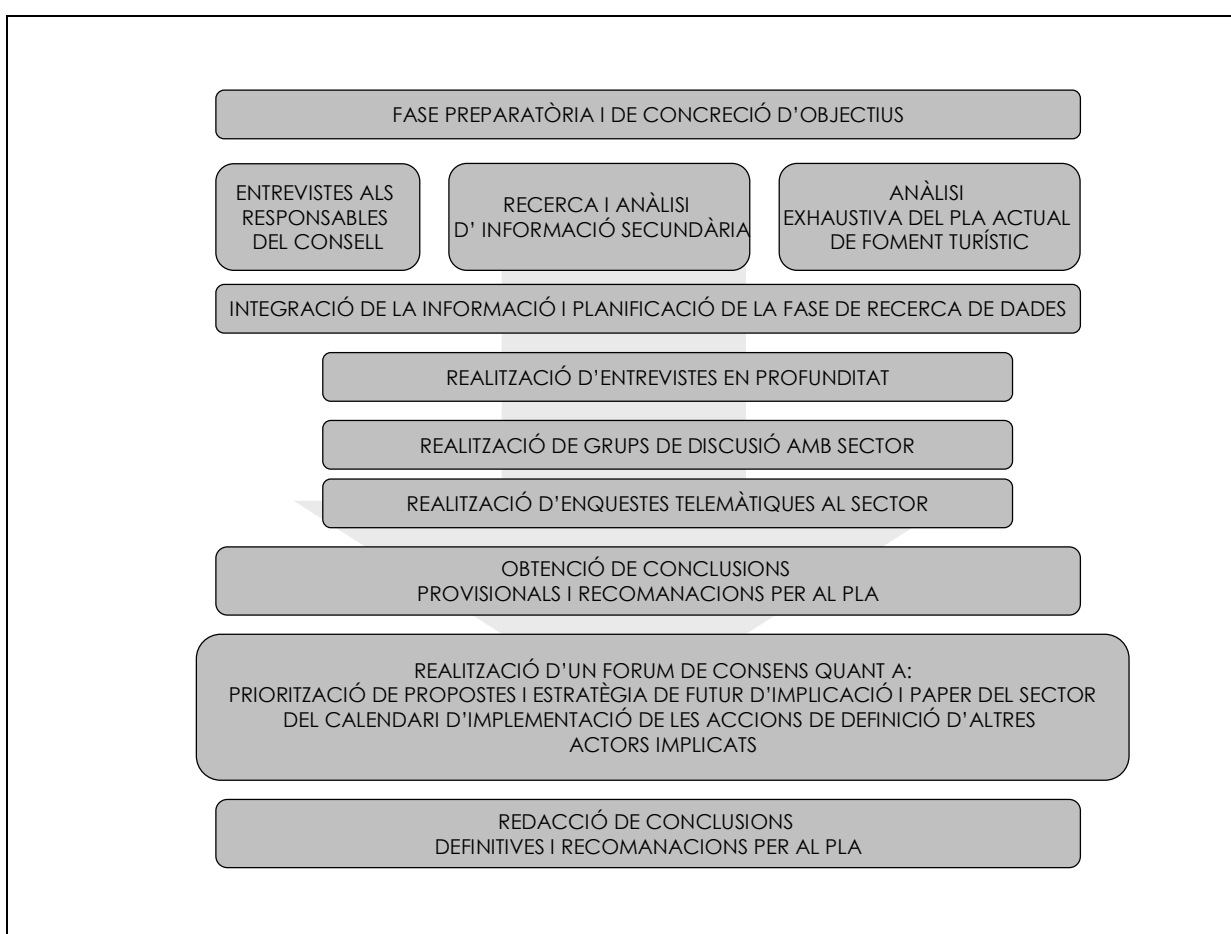 FASE PREPARATÒRIA I DE CONCRECIÓ D’OBJECTIUS
ENTREVISTES ALS
RESPONSABLES
DEL CONSELL
RECERCA I ANÀLISI
D’ INFORMACIÓ SECUNDÀRIA
ANÀLISI
EXHAUSTIVA DEL PLA ACTUAL
DE FOMENT TURÍSTIC
INTEGRACIÓ DE LA INFORMACIÓ I PLANIFICACIÓ DE LA FASE DE RECERCA DE DADES
REALITZACIÓ D’ENTREVISTES EN PROFUNDITAT
REALITZACIÓ DE GRUPS DE DISCUSIÓ AMB SECTOR
REALITZACIÓ D’ENQUESTES TELEMÀTIQUES AL SECTOR
OBTENCIÓ DE CONCLUSIONS
PROVISIONALS I RECOMANACIONS PER AL PLA
REALITZACIÓ D’UN FORUM DE CONSENS QUANT A:
PRIORITZACIÓ DE PROPOSTES I ESTRATÈGIA DE FUTUR D’IMPLICACIÓ I PAPER DEL SECTOR
DEL CALENDARI D’IMPLEMENTACIÓ DE LES ACCIONS DE DEFINICIÓ D’ALTRES
ACTORS IMPLICATS
REDACCIÓ DE CONCLUSIONS
DEFINITIVES I RECOMANACIONS PER AL PLA